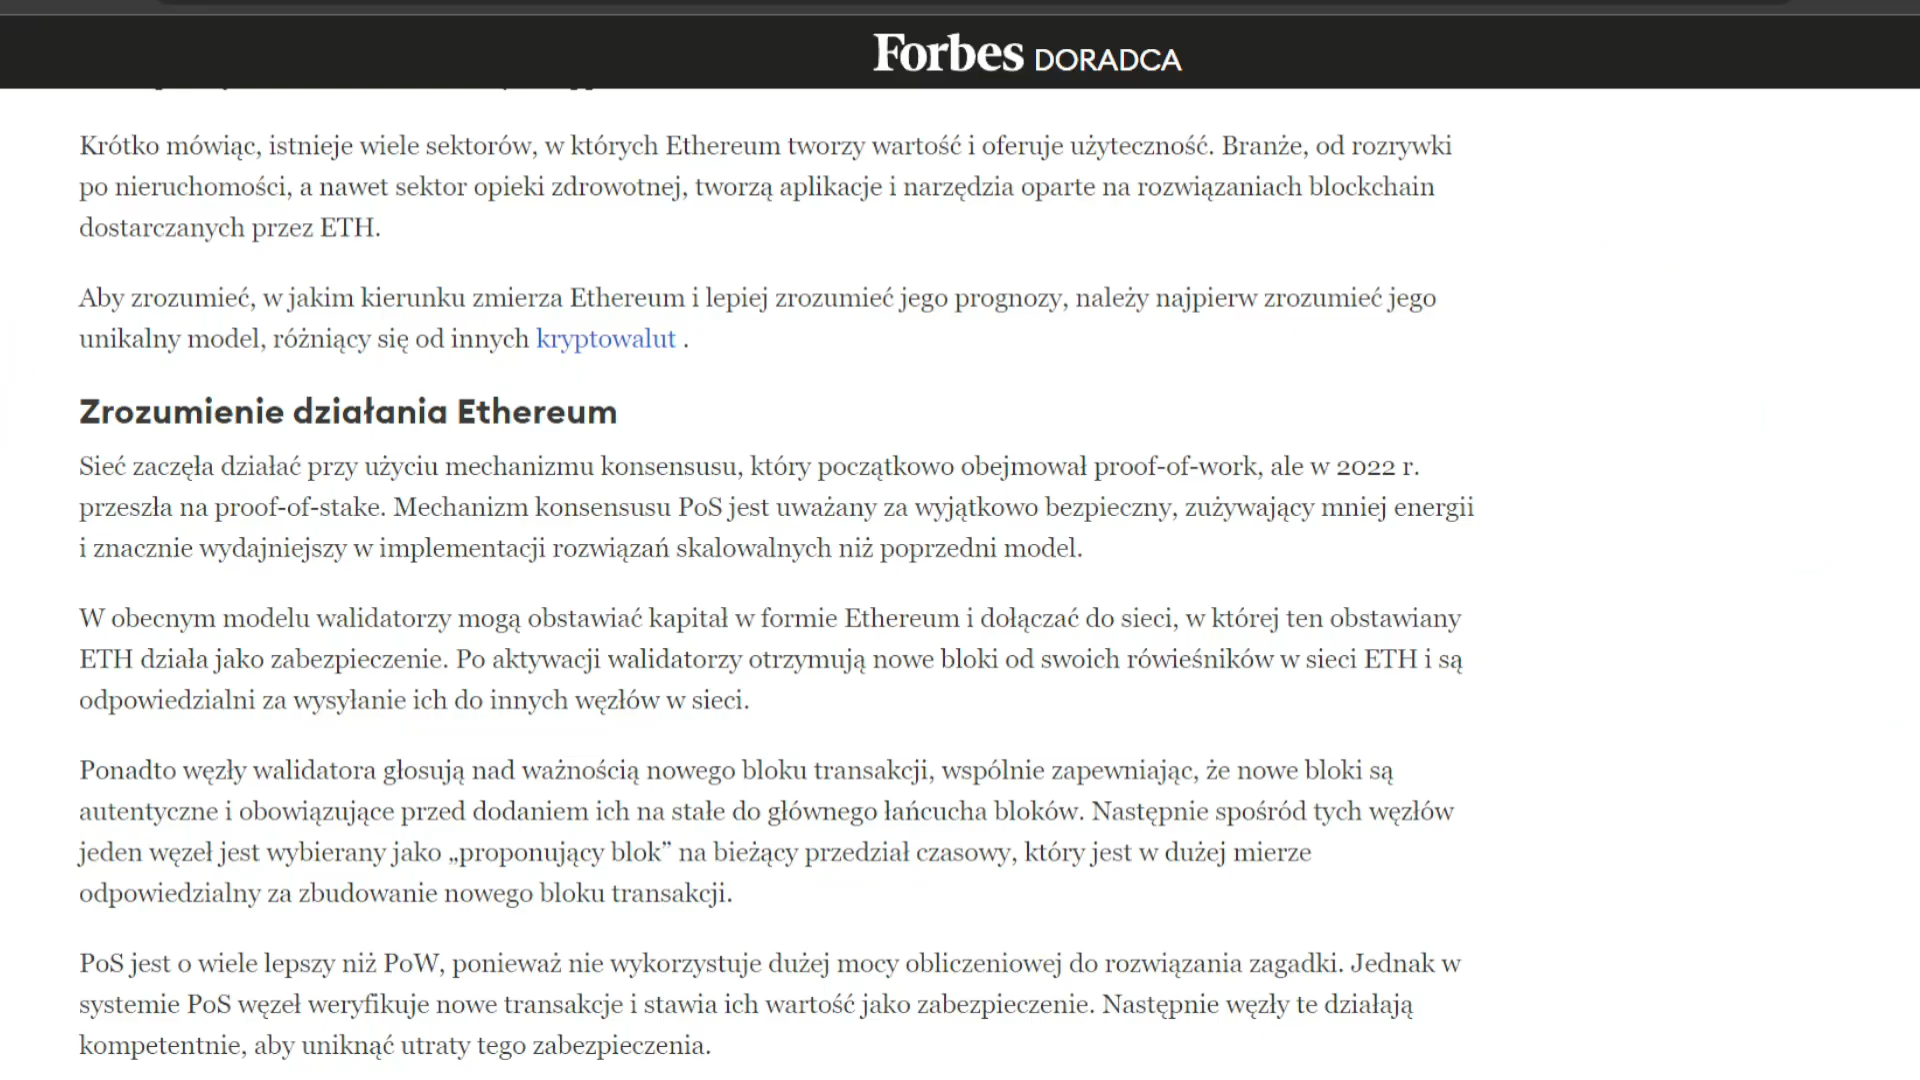 Forbes DORADCA
Krótko mówiąc, istnieje wiele sektorów, w których Ethereum tworzy wartość i oferuje użyteczność. Branże, od rozrywki
po nieruchomości, a nawet sektor opieki zdrowotnej, tworzą aplikacje i narzędzia oparte na rozwiązaniach blockchain
dostarczanych przez ETH.
Aby zrozumieć, w jakim kierunku zmierza Ethereum i lepiej zrozumieć jego prognozy, należy najpierw zrozumieć jego
unikalny model, różniący się od innych kryptowalut .
Zrozumienie działania Ethereum
Sieć zaczęła działać przy użyciu mechanizmu konsensusu, który początkowo obejmował proof-of-work, ale w 2022 r.
przeszła na proof-of-stake. Mechanizm konsensusu PoS jest uważany za wyjątkowo bezpieczny, zużywający mniej energii
i znacznie wydajniejszy w implementacji rozwiązań skalowalnych niż poprzedni model.
W obecnym modelu walidatorzy mogą obstawiać kapitał w formie Ethereum i dołączać do sieci, w której ten obstawiany
ETH działa jako zabezpieczenie. Po aktywacji walidatorzy otrzymują nowe bloki od swoich rówieśników w sieci ETH i są
odpowiedzialni za wysyłanie ich do innych węzłów w sieci.
Ponadto węzły walidatora głosują nad ważnością nowego bloku transakcji, wspólnie zapewniając, że nowe bloki są
autentyczne i obowiązujące przed dodaniem ich na stałe do głównego łańcucha bloków. Następnie spośród tych węzłów
jeden węzeł jest wybierany jako „proponujący blok” na bieżący przedział czasowy, który jest w dużej mierze
odpowiedzialny za zbudowanie nowego bloku transakcji.
PoS jest o wiele lepszy niż PoW, ponieważ nie wykorzystuje dużej mocy obliczeniowej do rozwiązania zagadki. Jednak w
systemie PoS węzeł weryfikuje nowe transakcje i stawia ich wartość jako zabezpieczenie. Następnie węzły te działają
kompetentnie, aby uniknąć utraty tego zabezpieczenia.